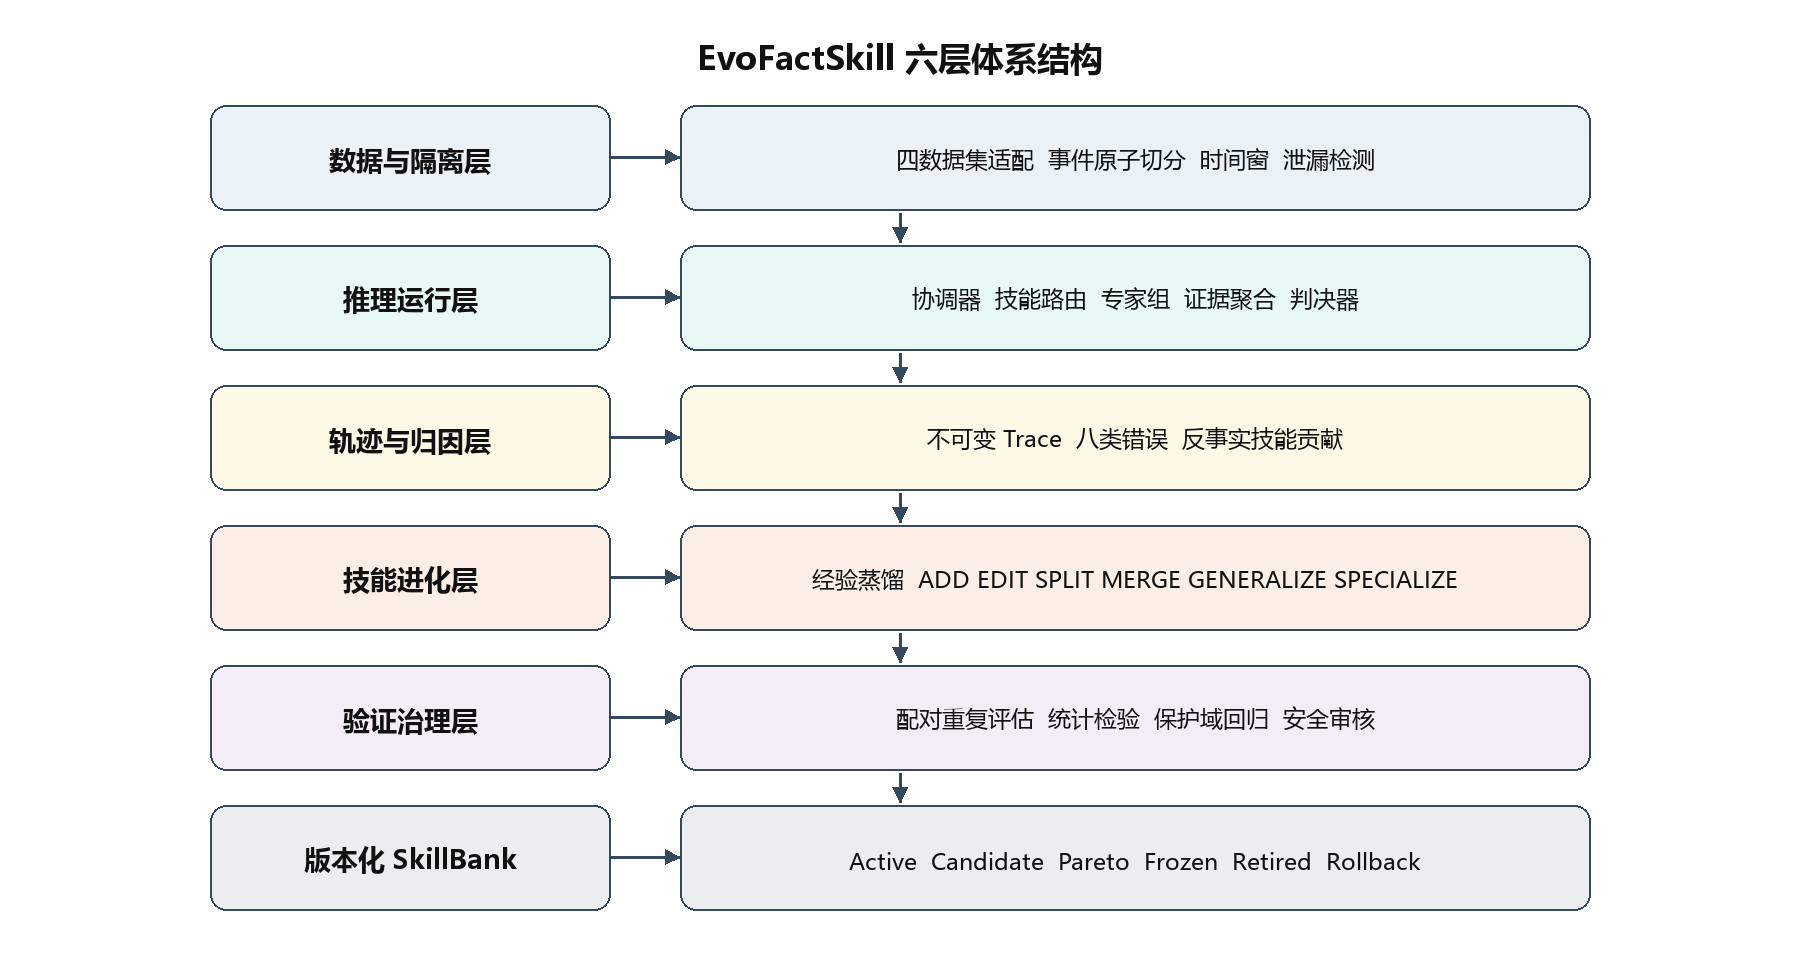 EvoFactSkill 六层体系结构
数据与隔离层
四数据集适配 事件原子切分 时间窗 泄漏检测
推理运行层
协调器 技能路由 专家组 证据聚合 判决器
轨迹与归因层
不可变 Trace 八类错误 反事实技能贡献
技能进化层
经验蒸馏 ADD EDIT SPLIT MERGE GENERALIZE SPECIALIZE
验证治理层
配对重复评估 统计检验 保护域回归 安全审核
版本化 SkillBank
Active Candidate Pareto Frozen Retired Rollback